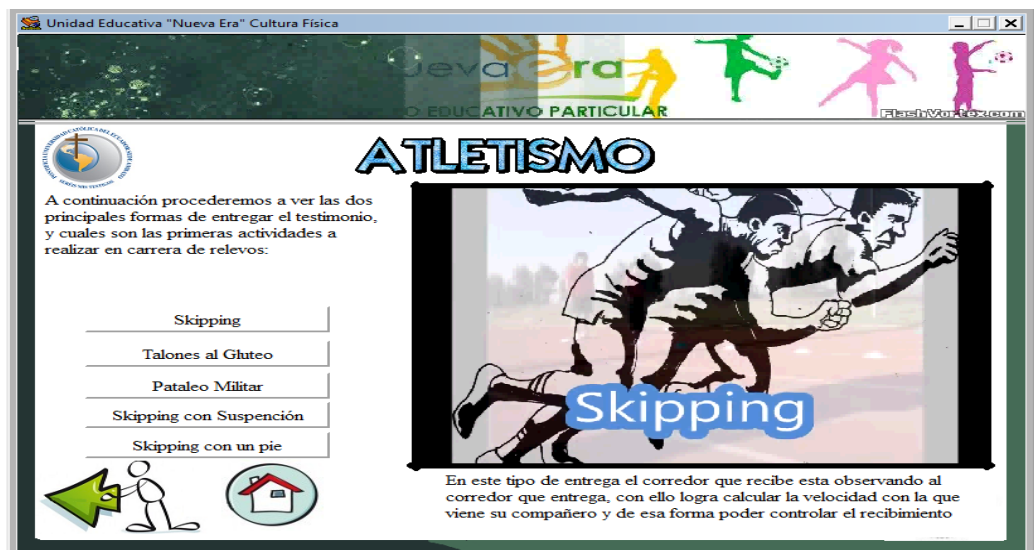 Unidad Educativa "Nueva Era" Cultura Física
ueva era
O EDUCATIVO PARTICULAR
FlashVortex.com
ATLETISMO
A continuación procederemos a ver las dos
principales formas de entregar el testimonio,
y cuales son las primeras actividades a
realizar en carrera de relevos:
Skipping
Talones al Gluteo
Pataleo Militar
Skipping con Suspención
Skipping con un pie
Skipping
En este tipo de entrega el corredor que recibe esta observando al
corredor que entrega, con ello logra calcular la velocidad con la que
viene su compañero y de esa forma poder controlar el recibimiento